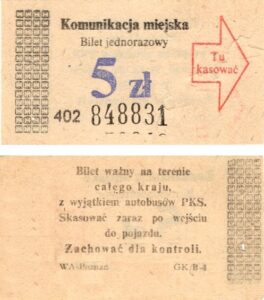 Komunikacja miejska
Bilet jednorazowy
5 zł
Tu
kasować
402 848831
Bilet ważny na terenie
całego kraju,
z wyjątkiem autobusów PKS.
Skasować zaraz po wejściu
do pojazdu.
Zachować dla kontroli.
WA-Poznań GK/B-4